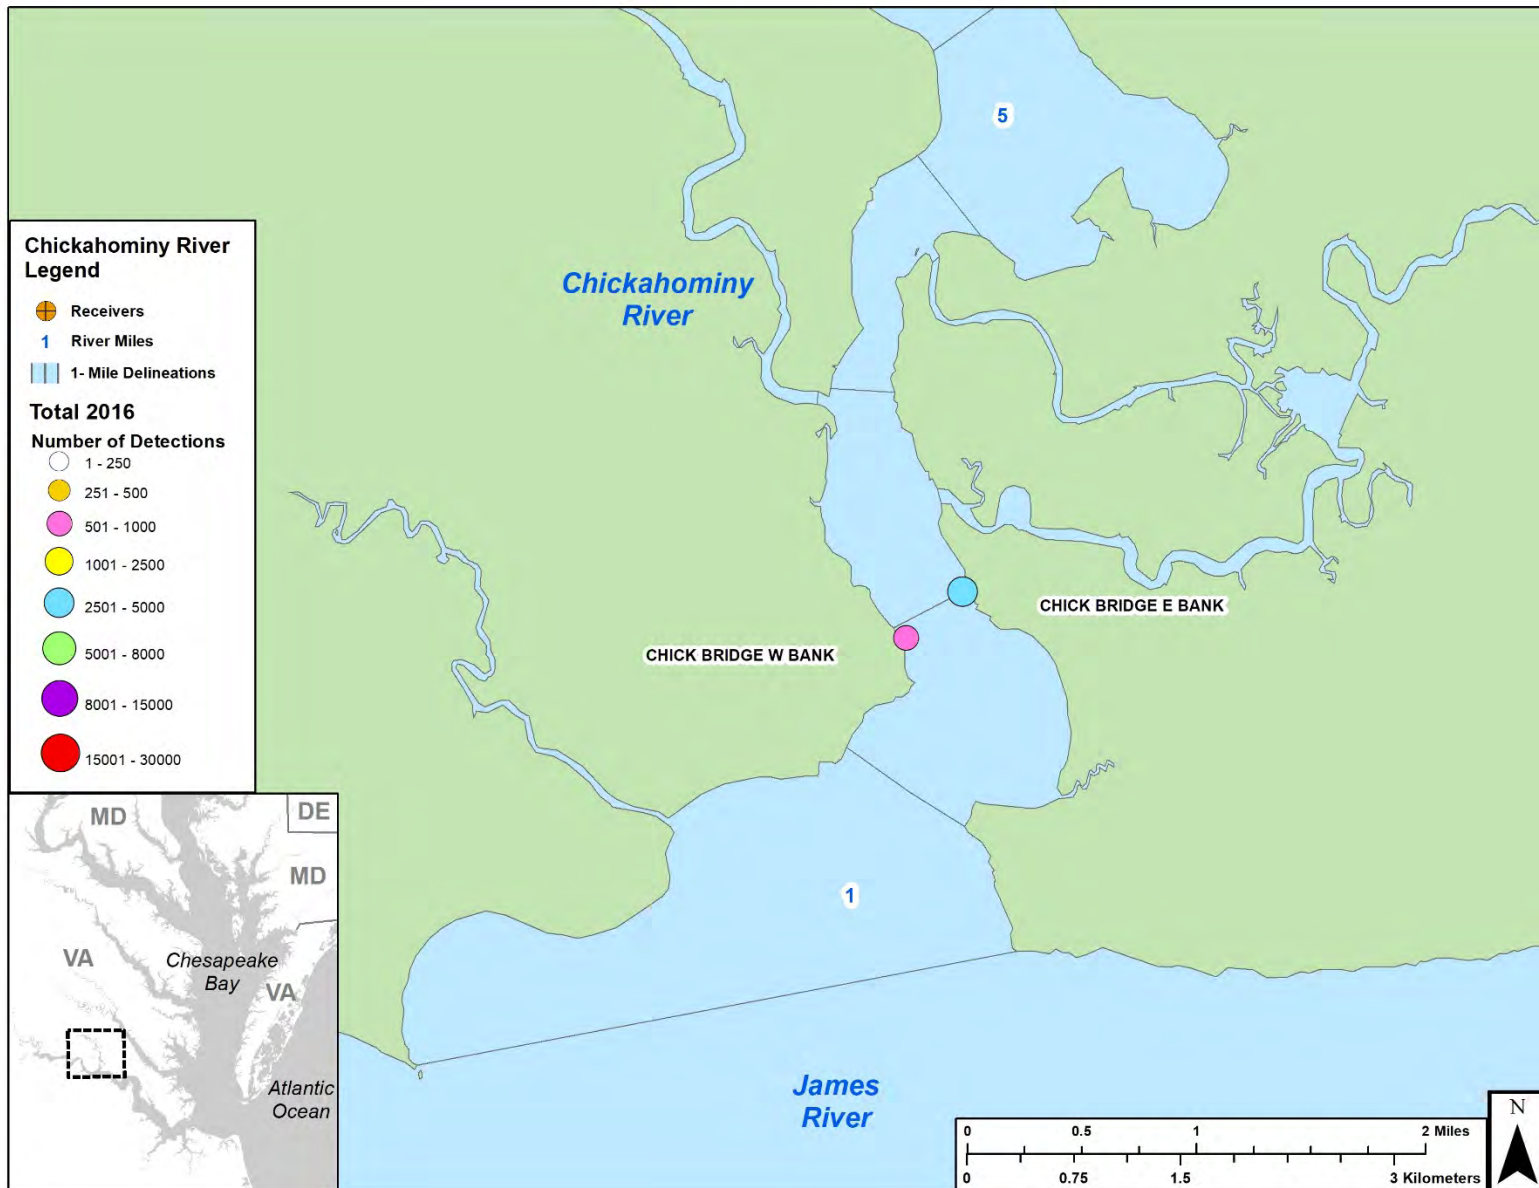 5
Chickahominy
River
Chickahominy River
Legend
Receivers
1 River Miles
1- Mile Delineations
Total 2016
Number of Detections
1 - 250
251 - 500
501 - 1000
1001 - 2500
2501 - 5000
5001 - 8000
8001 - 15000
15001 - 30000
CHICK BRIDGE E BANK
CHICK BRIDGE W BANK
1
MD
DE
MD
VA
Chesapeake
Bay
VA
Atlantic
Ocean
James
River
0 0.5 1 2 Miles
0 0.75 1.5 3 Kilometers
N